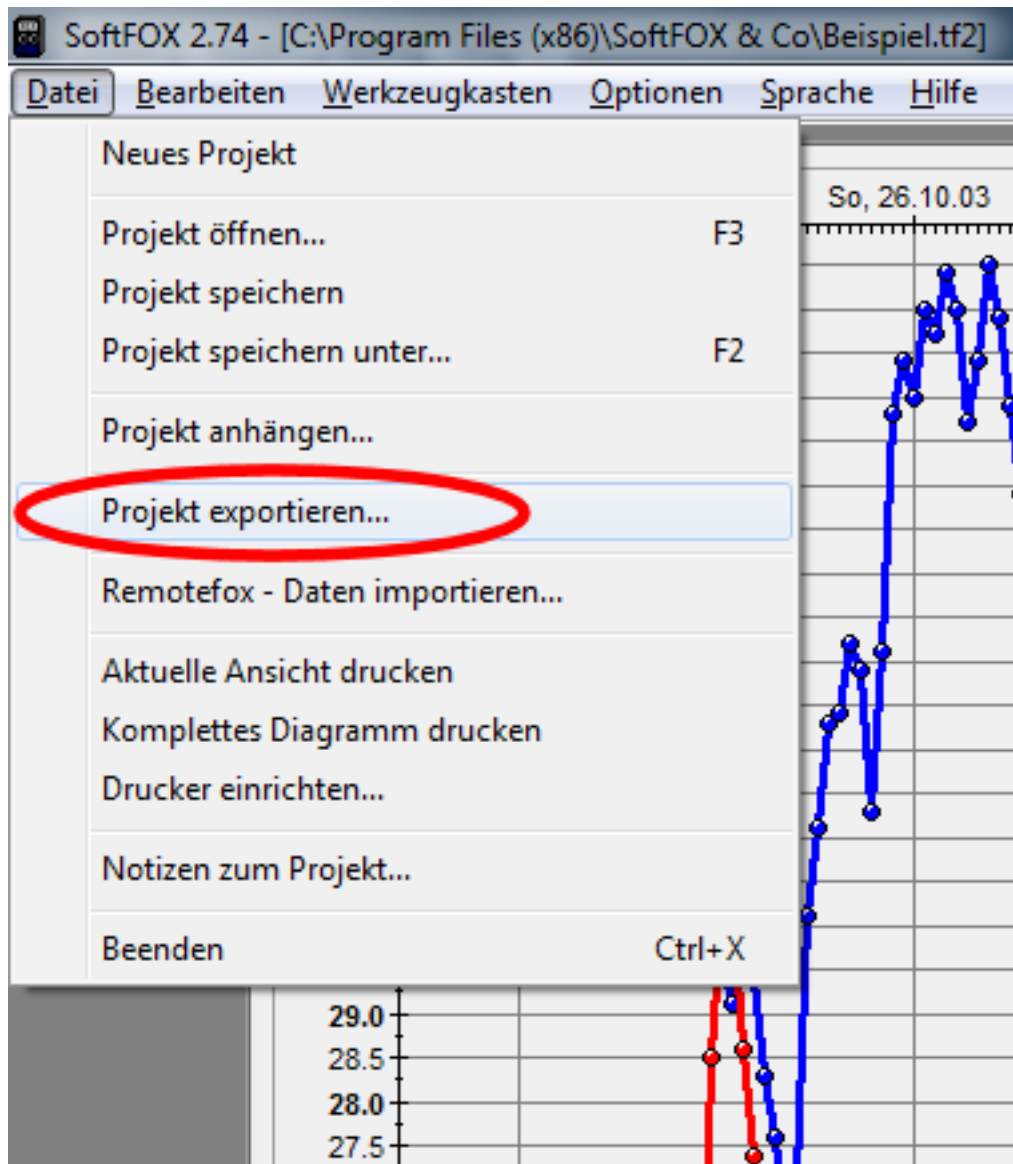 SoftFOX 2.74 - [C:\Program Files (x86)\SoftFOX & Co\Beispiel.tf2]
Datei Bearbeiten Werkzeugkasten Optionen Sprache Hilfe
Neues Projekt
Projekt öffnen... F3
Projekt speichern
Projekt speichern unter... F2
Projekt anhängen...
Projekt exportieren...
Remotefox - Daten importieren...
Aktuelle Ansicht drucken
Komplettes Diagramm drucken
Drucker einrichten...
Notizen zum Projekt...
Beenden Ctrl+X
So, 26.10.03
29.0
28.5
28.0
27.5